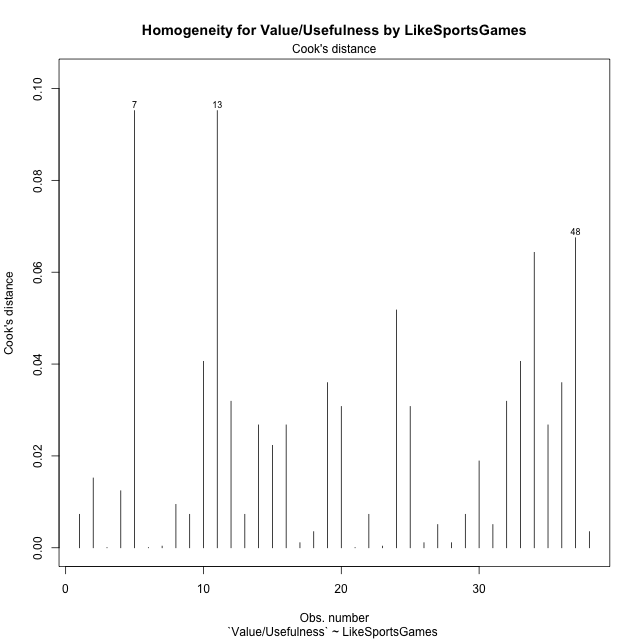 Homogeneity for Value/Usefulness by LikeSportsGames
Cook's distance
Cook's distance
0.00
0.02
0.04
0.06
0.08
0.10
7
13
48
0
10
20
30
Obs. number
`Value/Usefulness` ~ LikeSportsGames